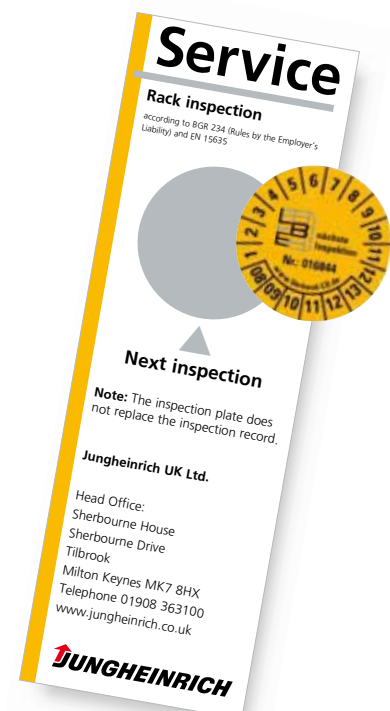 Service
Rack inspection
according to BGR 234 (Rules by the Employer's
Liability) and EN 15635
1 2 3 4 5 6 7 8 9 10 11 12
nächste
Inspektion
Nr.: 016844
08 09 10 11 12 13
Next inspection
Note: The inspection plate does
not replace the inspection record.
Jungheinrich UK Ltd.
Head Office:
Sherbourne House
Sherbourne Drive
Tilbrook
Milton Keynes MK7 8HX
Telephone 01908 363100
www.jungheinrich.co.uk
JUNGHEINRICH